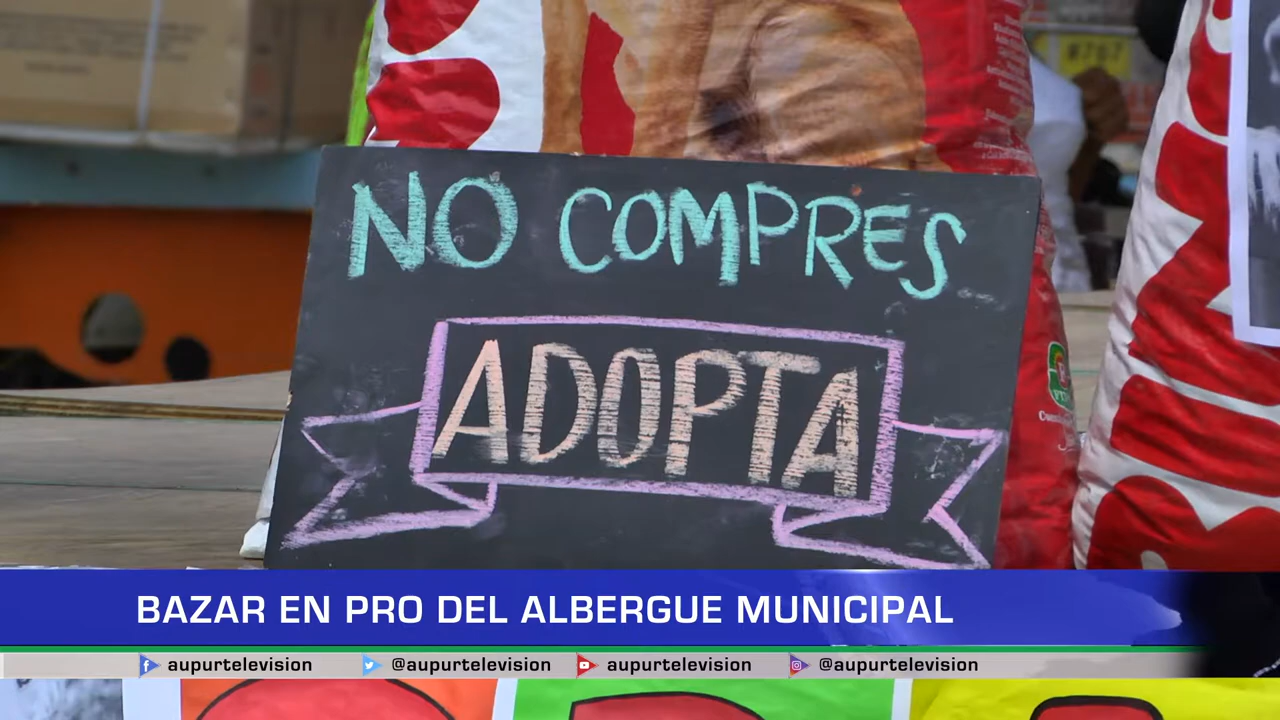 NO COMPRES
ADOPTA
BAZAR EN PRO DEL ALBERGUE MUNICIPAL
aupurtelevision @aupurtelevision aupurtelevision @aupurtelevision